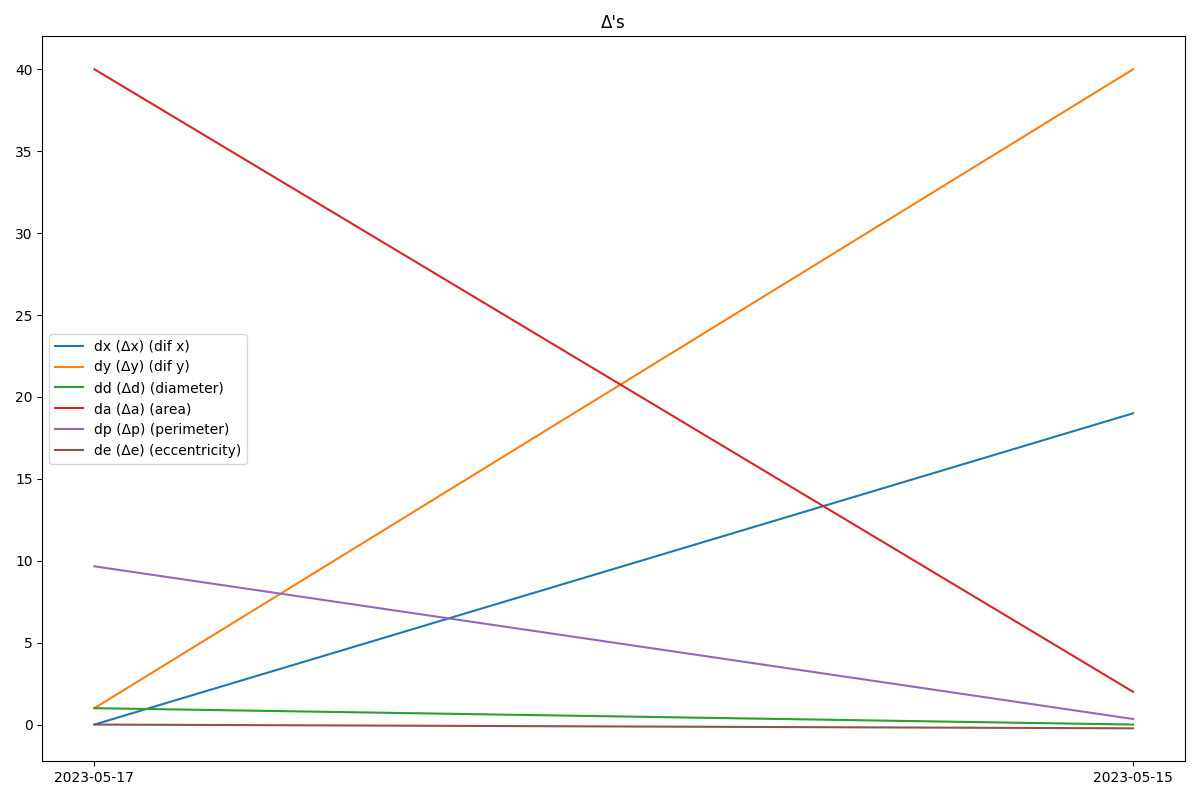 Δ's
40
35
30
25
20
15
10
5
0
dx (Δx) (dif x)
dy (Δy) (dif y)
dd (Δd) (diameter)
da (Δa) (area)
dp (Δp) (perimeter)
de (Δe) (eccentricity)
2023-05-17
2023-05-15